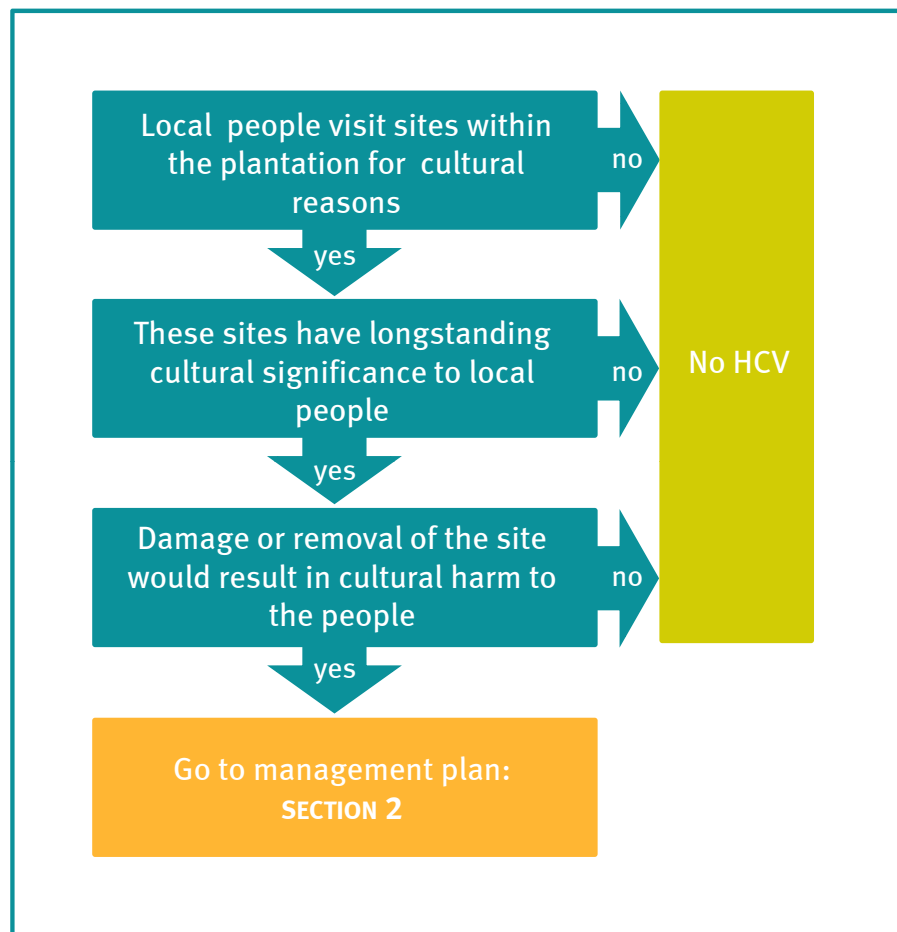 Local people visit sites within
the plantation for cultural
reasons
no
yes
These sites have longstanding
cultural significance to local
people
no
No HCV
yes
Damage or removal of the site
would result in cultural harm to
the people
no
yes
Go to management plan:
SECTION 2